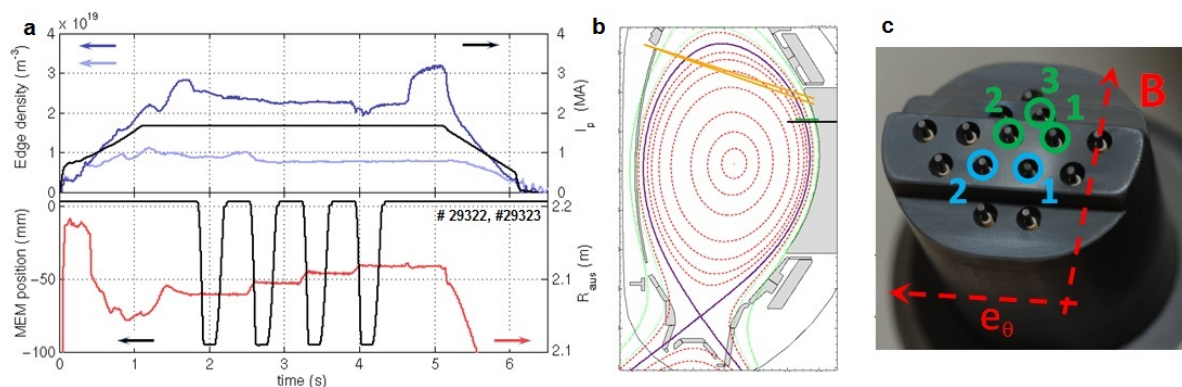 a
× 10^19
Edge density (m^-3)
4
3
2
1
0
4
3
2
1
0
I_p (MA)
# 29322, #29323
MEM position (mm)
0
−50
−100
2.2
2.1
2.1
R_aus (m)
0 1 2 3 4 5 6
time (s)
b
c
3
2 1
B
2 1
e_θ